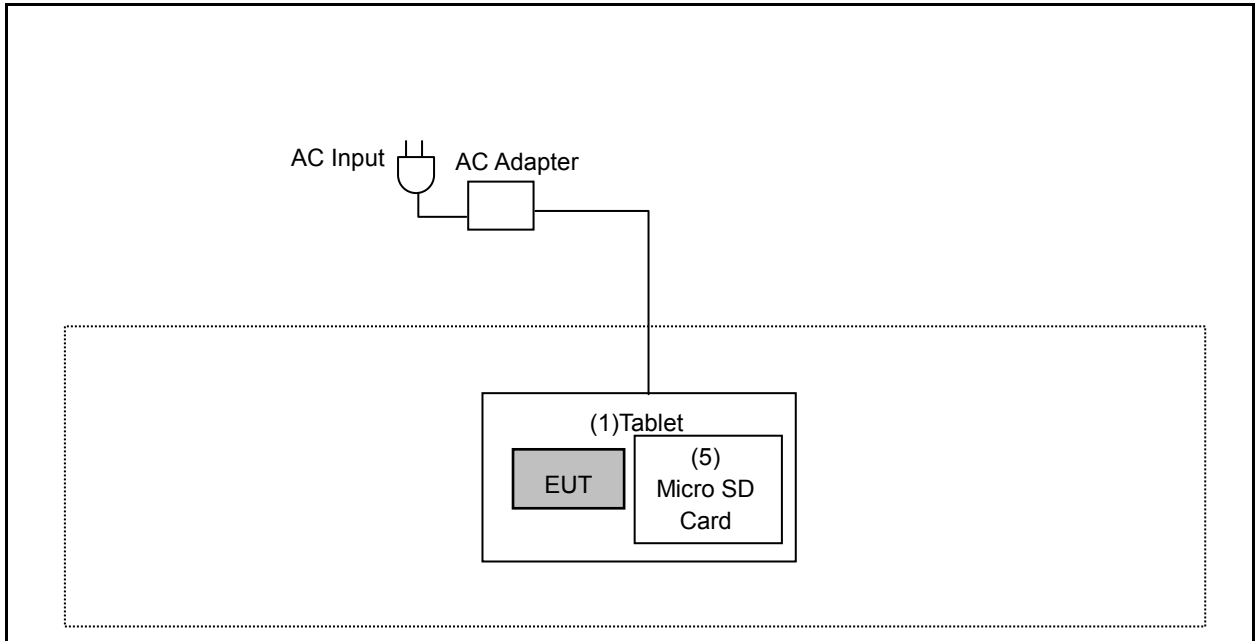 AC Input
AC Adapter
(1)Tablet
EUT
(5)
Micro SD
Card